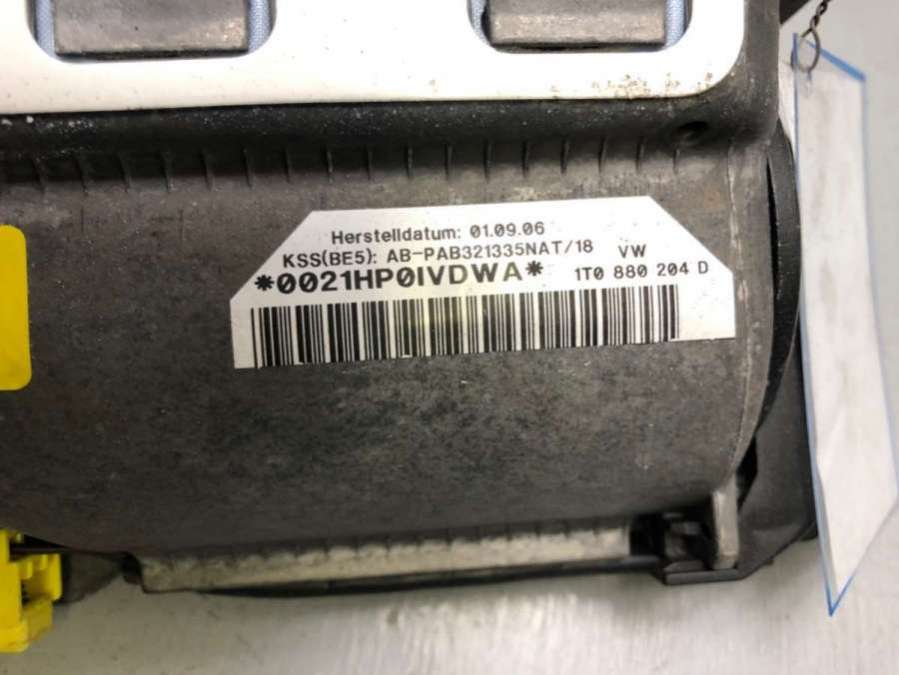 Herstelldatum: 01.09.06
KSS(BE5): AB-PAB321335NAT/18 VW
*0021HP0IVDWA* 1T0 880 204 D